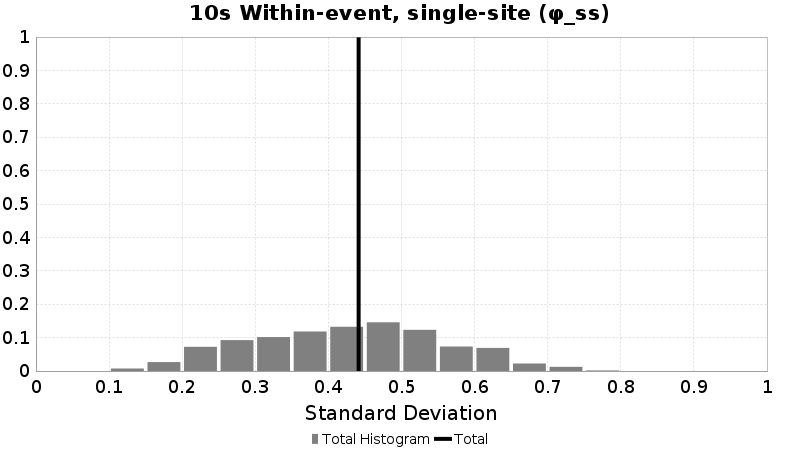 10s Within-event, single-site (φ_ss)
1
0.9
0.8
0.7
0.6
0.5
0.4
0.3
0.2
0.1
0
0 0.1 0.2 0.3 0.4 0.5 0.6 0.7 0.8 0.9 1
Standard Deviation
Total Histogram Total